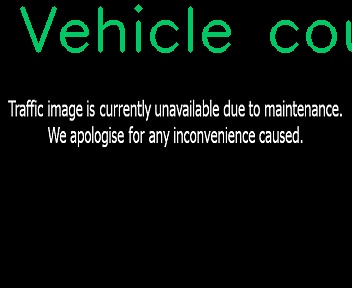 Vehicle cou
Traffic image is currently unavailable due to maintenance.
We apologise for any inconvenience caused.